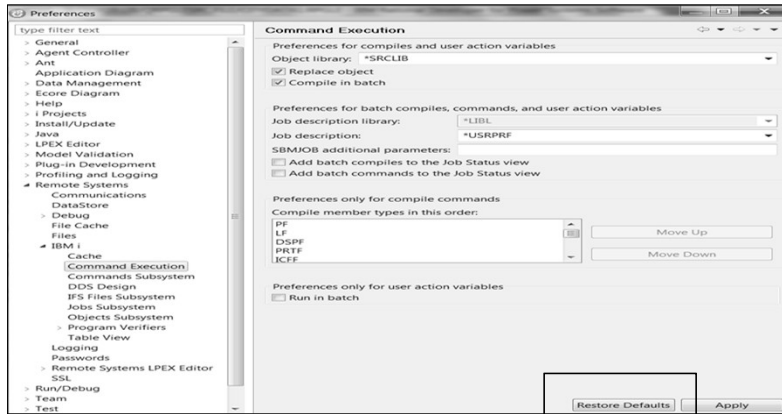 Preferences
type filter text
General
Agent Controller
Ant
Application Diagram
Data Management
Ecore Diagram
Help
i Projects
Install/Update
Java
LPEX Editor
Model Validation
Plug-in Development
Profiling and Logging
Remote Systems
Communications
DataStore
Debug
File Cache
Files
IBM i
Cache
Command Execution
Commands Subsystem
DDS Design
IFS Files Subsystem
Jobs Subsystem
Objects Subsystem
Program Verifiers
Table View
Logging
Passwords
Remote Systems LPEX Editor
SSL
Run/Debug
Team
Test
Command Execution
Preferences for compiles and user action variables
Object library: *SRCLIB
Replace object
Compile in batch
Preferences for batch compiles, commands, and user action variables
Job description library: *LIBL
Job description: *USRPRF
SBMJOB additional parameters:
Add batch compiles to the Job Status view
Add batch commands to the Job Status view
Preferences only for compile commands
Compile member types in this order:
PF
LF
DSPF
PRTF
ICFF
Move Up
Move Down
Preferences only for user action variables
Run in batch
Restore Defaults
Apply